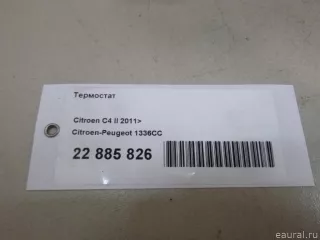 Термостат
Citroen C4 II 2011>
Citroen-Peugeot 1336CC
22 885 826
eaural.ru